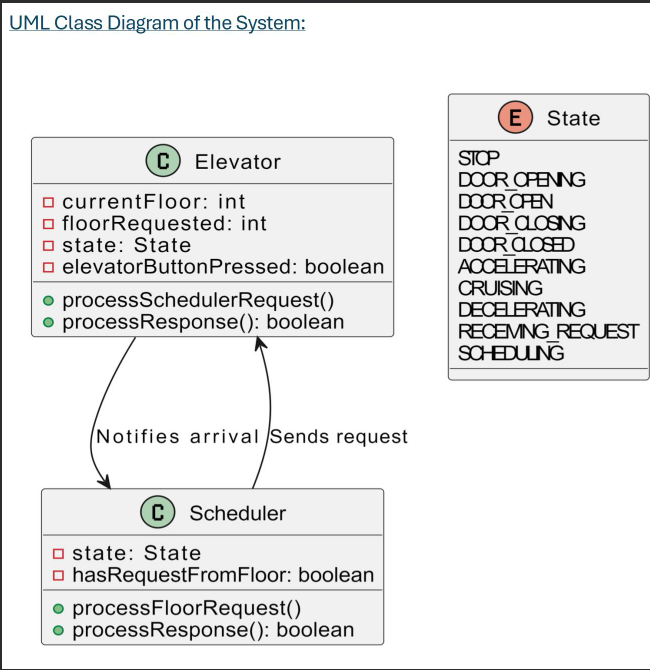 UML Class Diagram of the System:
C Elevator
currentFloor: int
floorRequested: int
state: State
elevatorButtonPressed: boolean
processSchedulerRequest()
processResponse(): boolean
E State
STOP
DOOR_OPENING
DOOR_OPEN
DOOR_CLOSING
DOOR_CLOSED
ACCELERATING
CRUISING
DECELERATING
RECEIVING_REQUEST
SCHEDULING
Notifies arrival
Sends request
C Scheduler
state: State
hasRequestFromFloor: boolean
processFloorRequest()
processResponse(): boolean